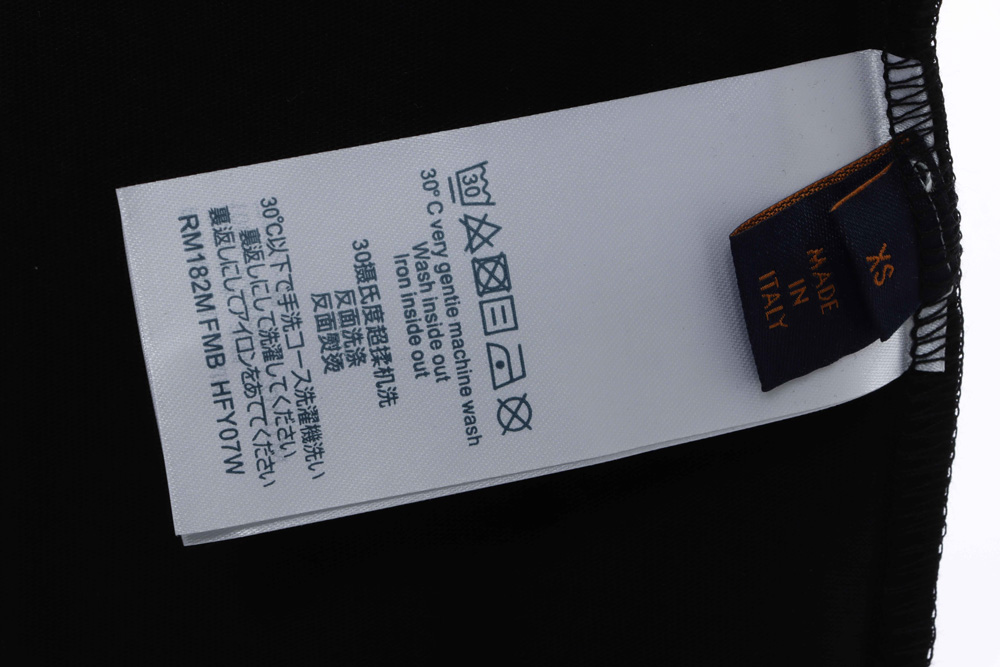 30
30°C very gentle machine wash
Wash inside out
Iron inside out
30摄氏度超揉机洗
反面洗涤
反面熨烫
30℃以下で手洗コース洗濯機洗い
裏返しにして洗濯してください
裏返しにしてアイロンをあててください
RM182M FMB HFY07W
MADE
IN
ITALY
XS